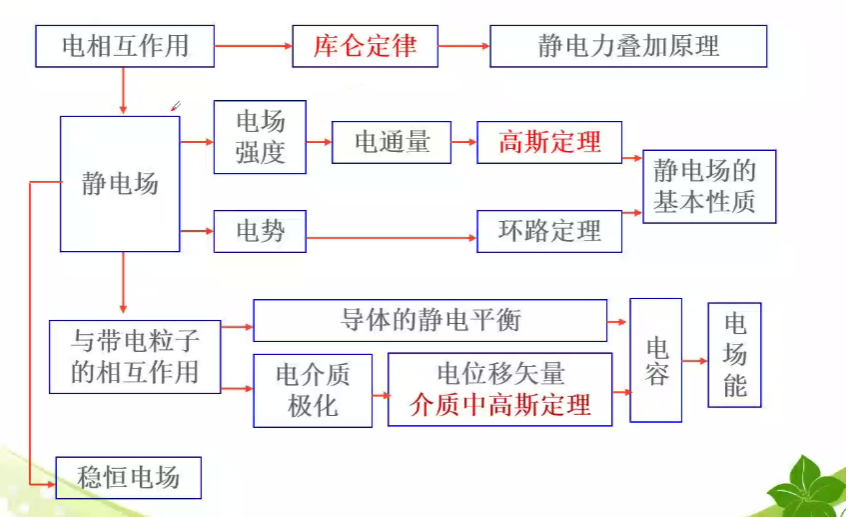 电相互作用
库仑定律
静电力叠加原理
静电场
电场
强度
电通量
高斯定理
静电场的
基本性质
电势
环路定理
与带电粒子
的相互作用
导体的静电平衡
电介质
极化
电位移矢量
介质中高斯定理
电容
电场能
稳恒电场